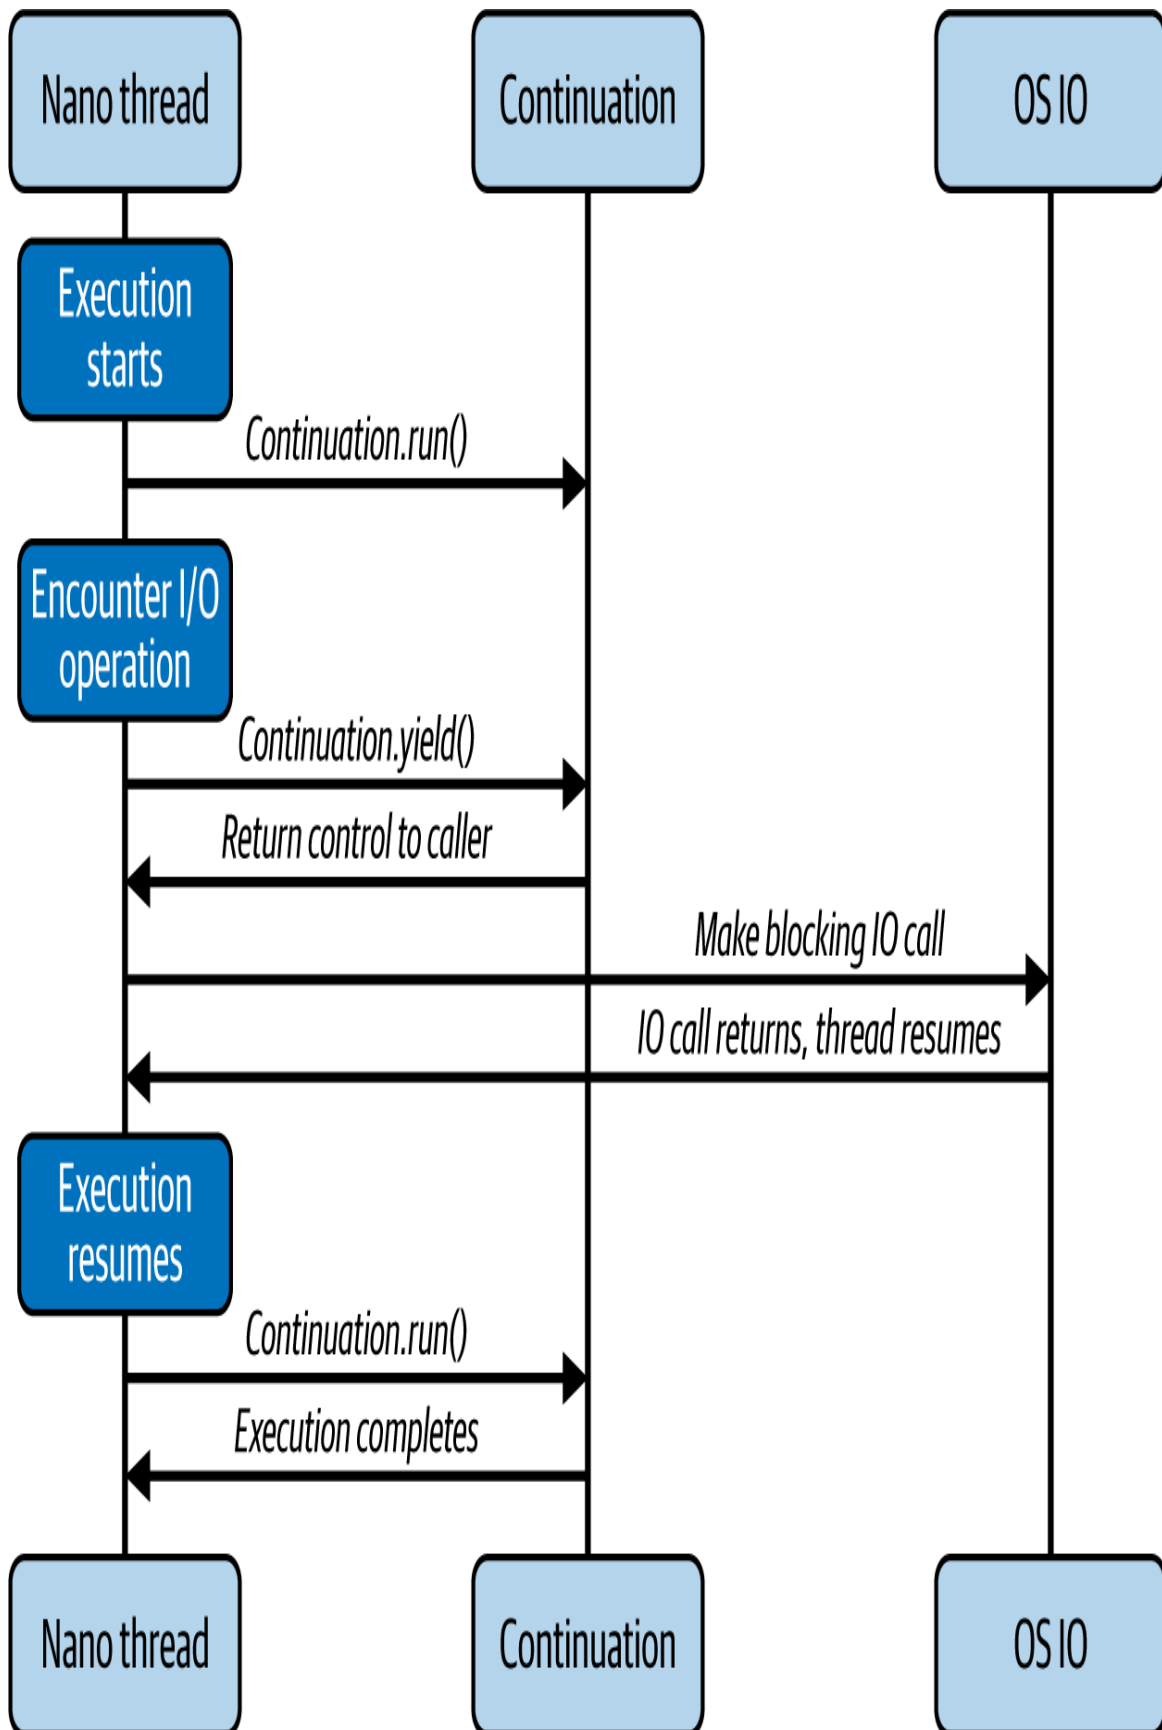 Nano thread
Continuation
OS IO
Execution
starts
Continuation.run()
Encounter I/O
operation
Continuation.yield()
Return control to caller
Make blocking IO call
IO call returns, thread resumes
Execution
resumes
Continuation.run()
Execution completes
Nano thread
Continuation
OS IO